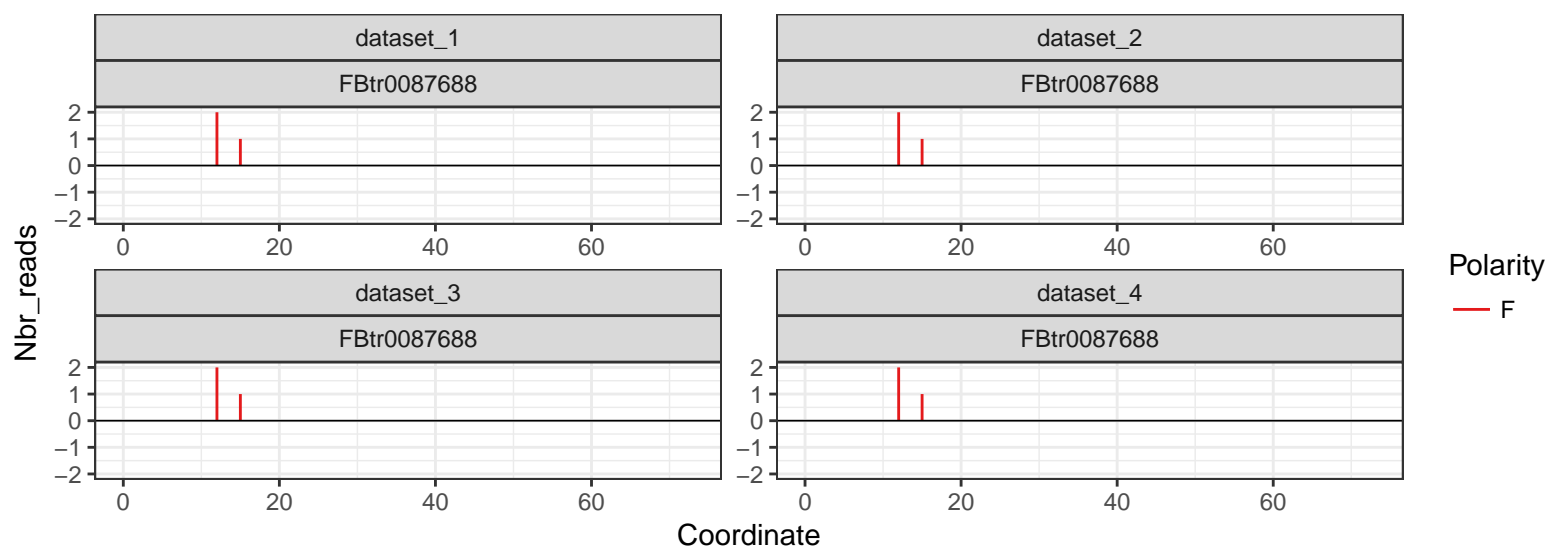 dataset_1
FBtr0087688
2
1
0
−1
−2
0 20 40 60
dataset_2
FBtr0087688
2
1
0
−1
−2
0 20 40 60
dataset_3
FBtr0087688
2
1
0
−1
−2
0 20 40 60
dataset_4
FBtr0087688
2
1
0
−1
−2
0 20 40 60
Nbr_reads
Coordinate
Polarity
F